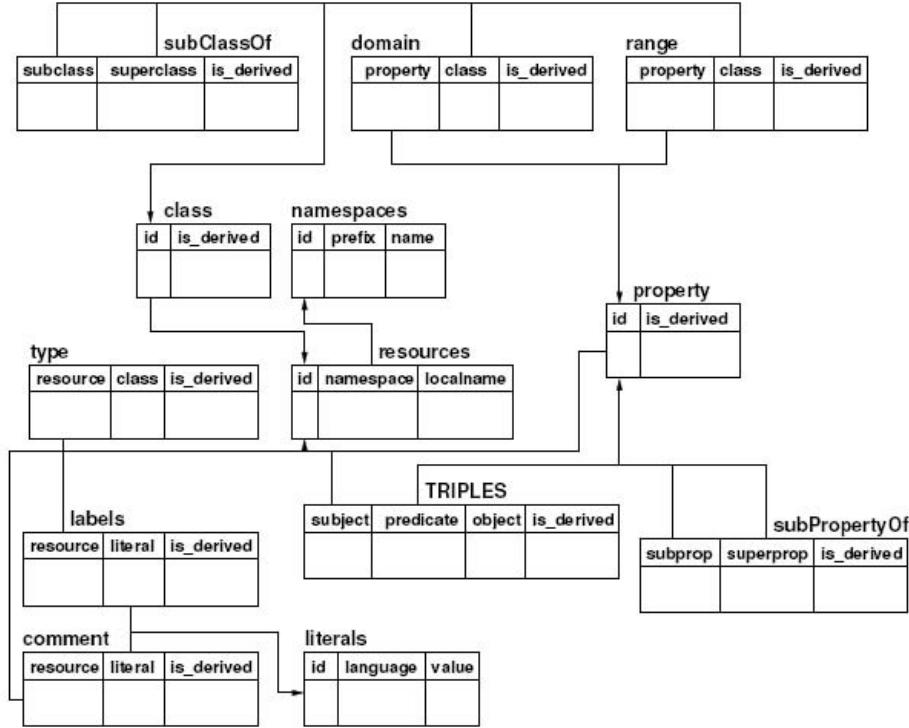 subClassOf domain range
subclass superclass is_derived property class is_derived property class is_derived
class namespaces
id is_derived id prefix name
property
id is_derived
type resources
resource class is_derived id namespace localname
TRIPLES
labels subject predicate object is_derived subPropertyOf
resource literal is_derived subprop superprop is_derived
comment literals
resource literal is_derived id language value